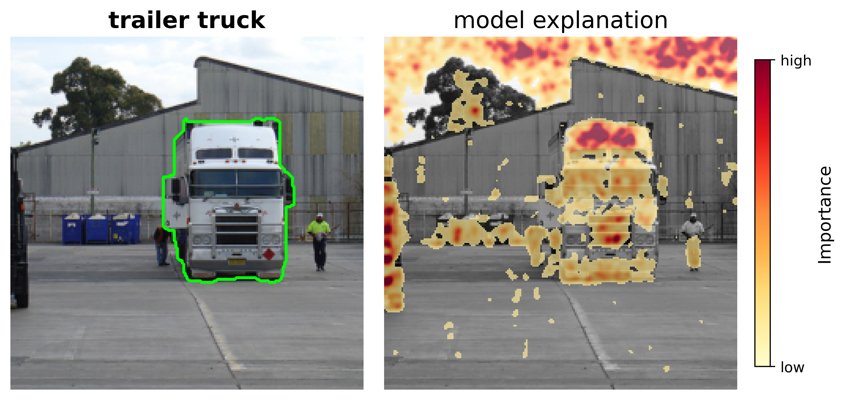 trailer truck
model explanation
high
low
Importance